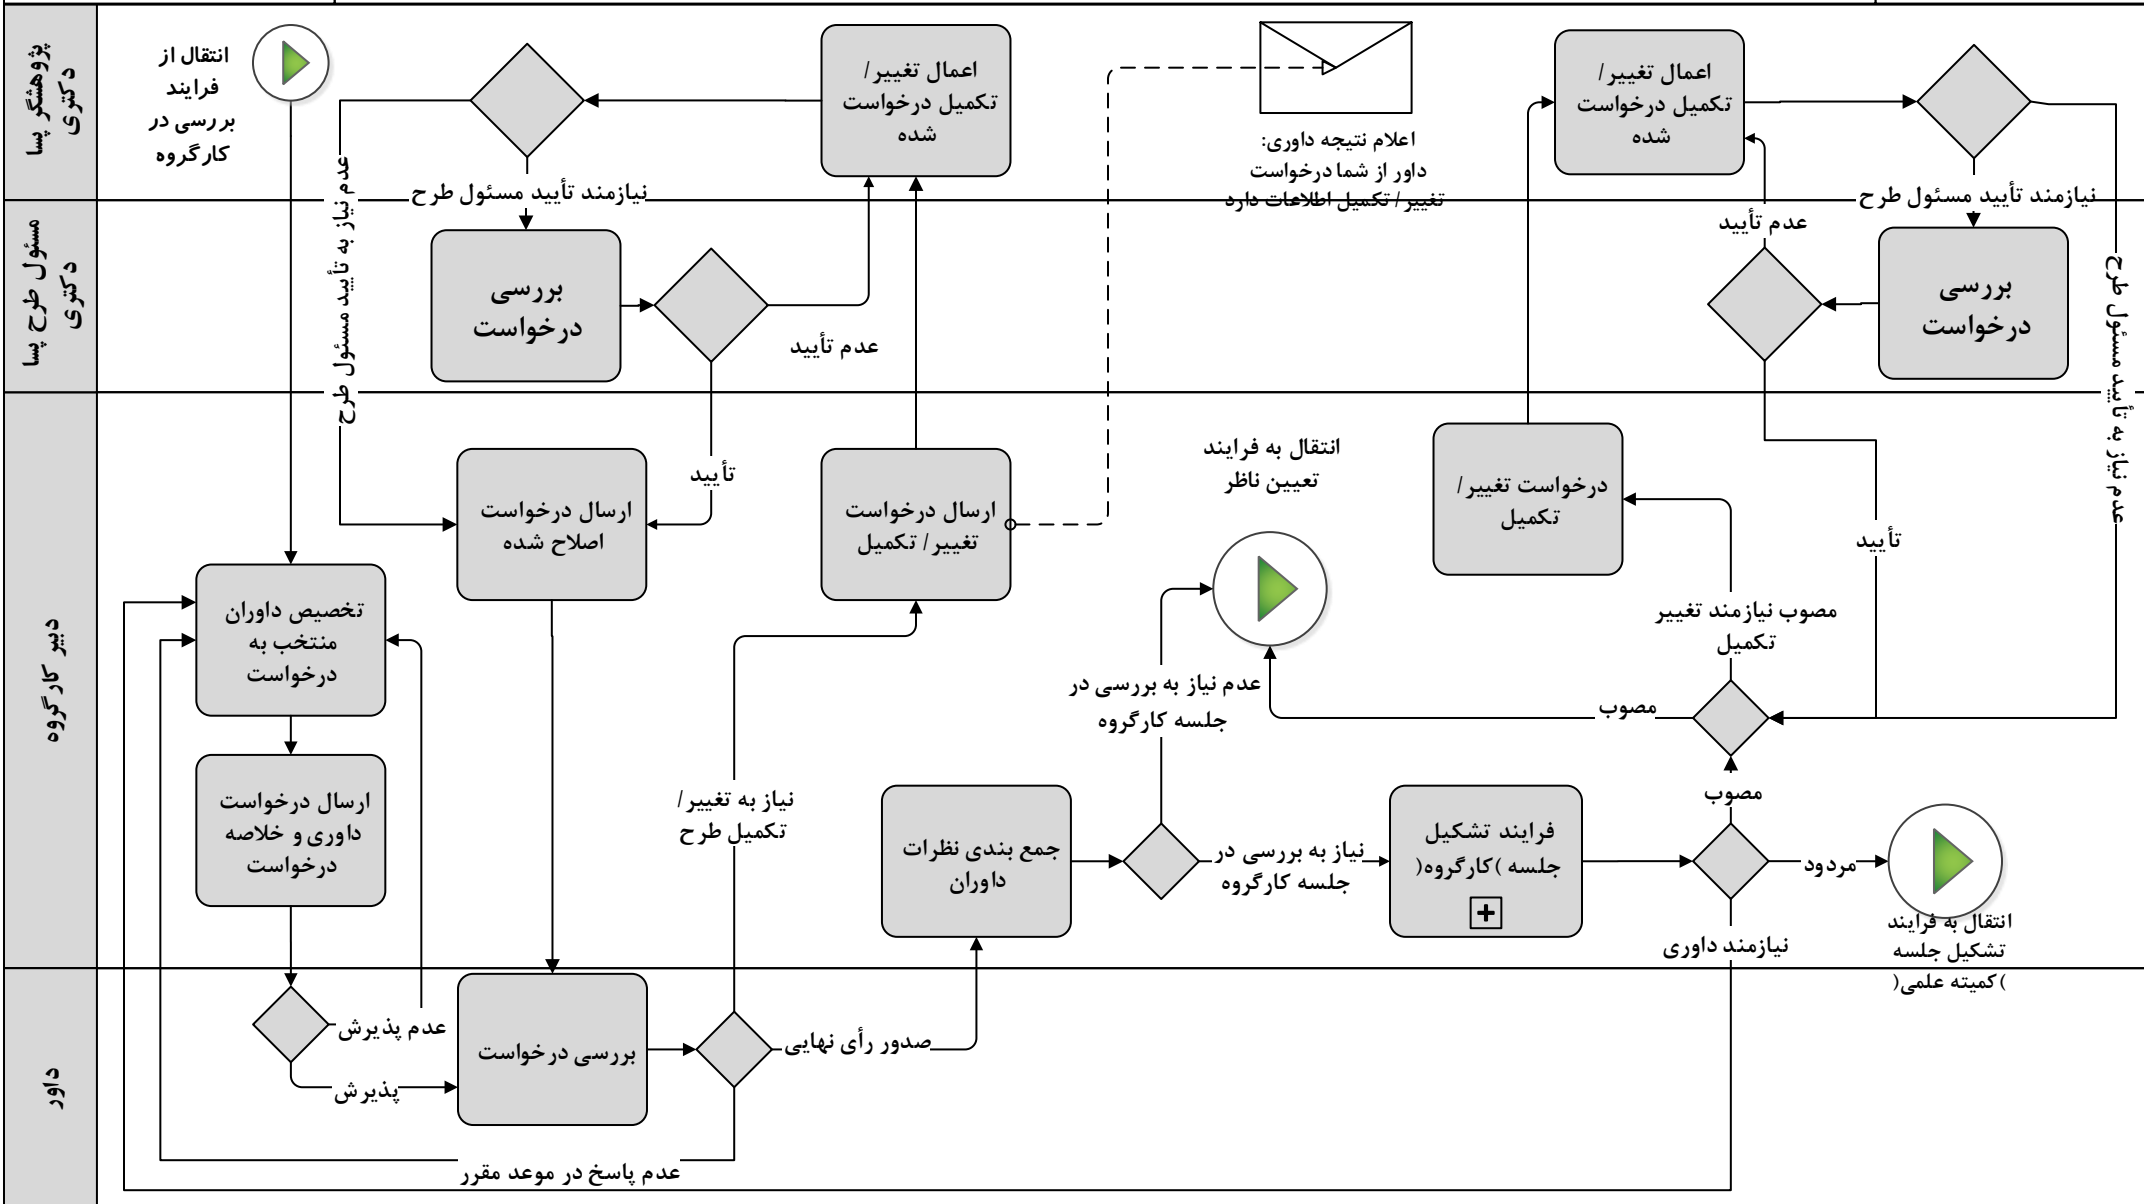 پژوهشگر پسا
دکتری
انتقال از
فرایند
بررسی در
کارگروه
اعمال تغییر/
تکمیل درخواست
شده
اعلام نتیجه داوری:
داور از شما درخواست
تغییر/ تکمیل اطلاعات دارد
اعمال تغییر/
تکمیل درخواست
شده
نیازمند تأیید مسئول طرح
نیازمند تأیید مسئول طرح
عدم نیاز به تأیید مسئول طرح
عدم نیاز به تأیید مسئول طرح
مسئول طرح پسا
دکتری
بررسی
درخواست
عدم تأیید
عدم تأیید
بررسی
درخواست
دبیر کارگروه
تأیید
ارسال درخواست
اصلاح شده
ارسال درخواست
تغییر/ تکمیل
انتقال به فرایند
تعیین ناظر
درخواست تغییر/
تکمیل
تأیید
تخصیص داوران
منتخب به
درخواست
مصوب نیازمند تغییر
تکمیل
عدم نیاز به بررسی در
جلسه کارگروه
مصوب
ارسال درخواست
داوری و خلاصه
درخواست
نیاز به تغییر/
تکمیل طرح
جمع بندی نظرات
داوران
نیاز به بررسی در
جلسه کارگروه
فرایند تشکیل
جلسه )کارگروه(
مصوب
مردود
انتقال به فرایند
تشکیل جلسه
)کمیته علمی(
نیازمند داوری
داور
عدم پذیرش
پذیرش
بررسی درخواست
صدور رأی نهایی
عدم پاسخ در موعد مقرر